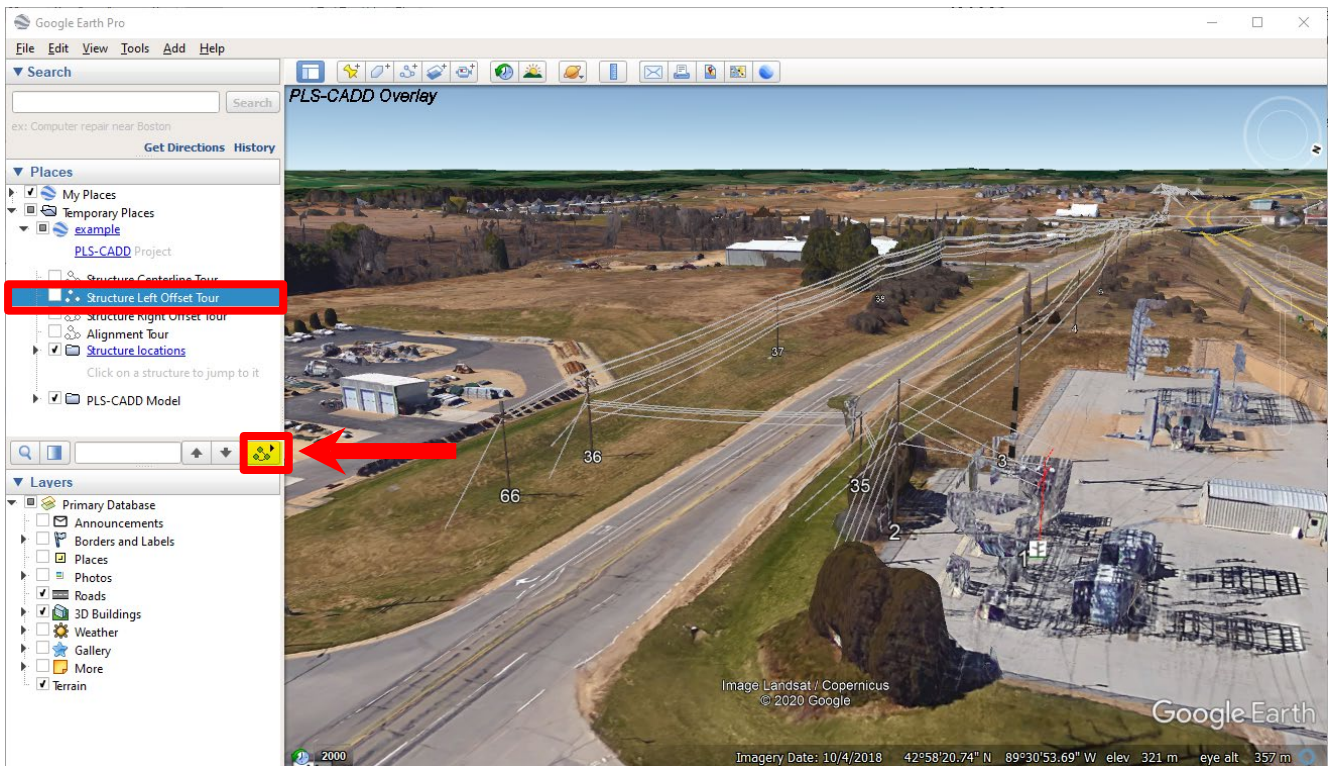 Google Earth Pro
File Edit View Tools Add Help
Search
Search
ex: Computer repair near Boston
Get Directions History
Places
My Places
Temporary Places
example
PLS-CADD Project
Structure Centerline Tour
Structure Left Offset Tour
Structure Right Offset Tour
Alignment Tour
Structure locations
Click on a structure to jump to it
PLS-CADD Model
Layers
Primary Database
Announcements
Borders and Labels
Places
Photos
Roads
3D Buildings
Weather
Gallery
More
Terrain
PLS-CADD Overlay
N
38
5
4
37
36
3
66
35
2
1
Image Landsat / Copernicus
© 2020 Google
Google Earth
2000
Imagery Date: 10/4/2018 42°58'20.74" N 89°30'53.69" W elev 321 m eye alt 357 m